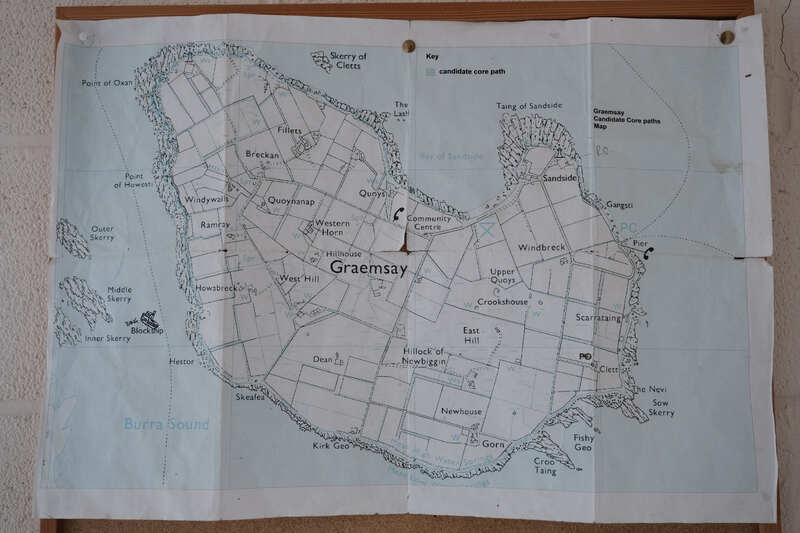 Skerry of
Cletts
Key
candidate core path
Point of Oxan
The
Taing of Sandside
Graemsay
Candidate Core paths
Map
Fillets
Breckan
Bay of Sandside
Point
of Howesti
Sandside
Windywalls
Quoynanap
Quoys
Gangsti
Ramray
Western
Horn
Community
Centre
PC
Outer
Skerry
Windbreck
Pier
Hillhouse
Graemsay
West Hill
Upper
Quoys
Howabreck
Crookshouse
Middle
Skerry
Scarrataing
Blockship
Inner Skerry
East
Hill
Hestor
Dean
Hillock of
Newbiggin
PO
Clett
The Nevi
Skeafea
Sow
Skerry
Newhouse
Burra Sound
Fishy
Geo
Kirk Geo
Gorn
Croo
Taing